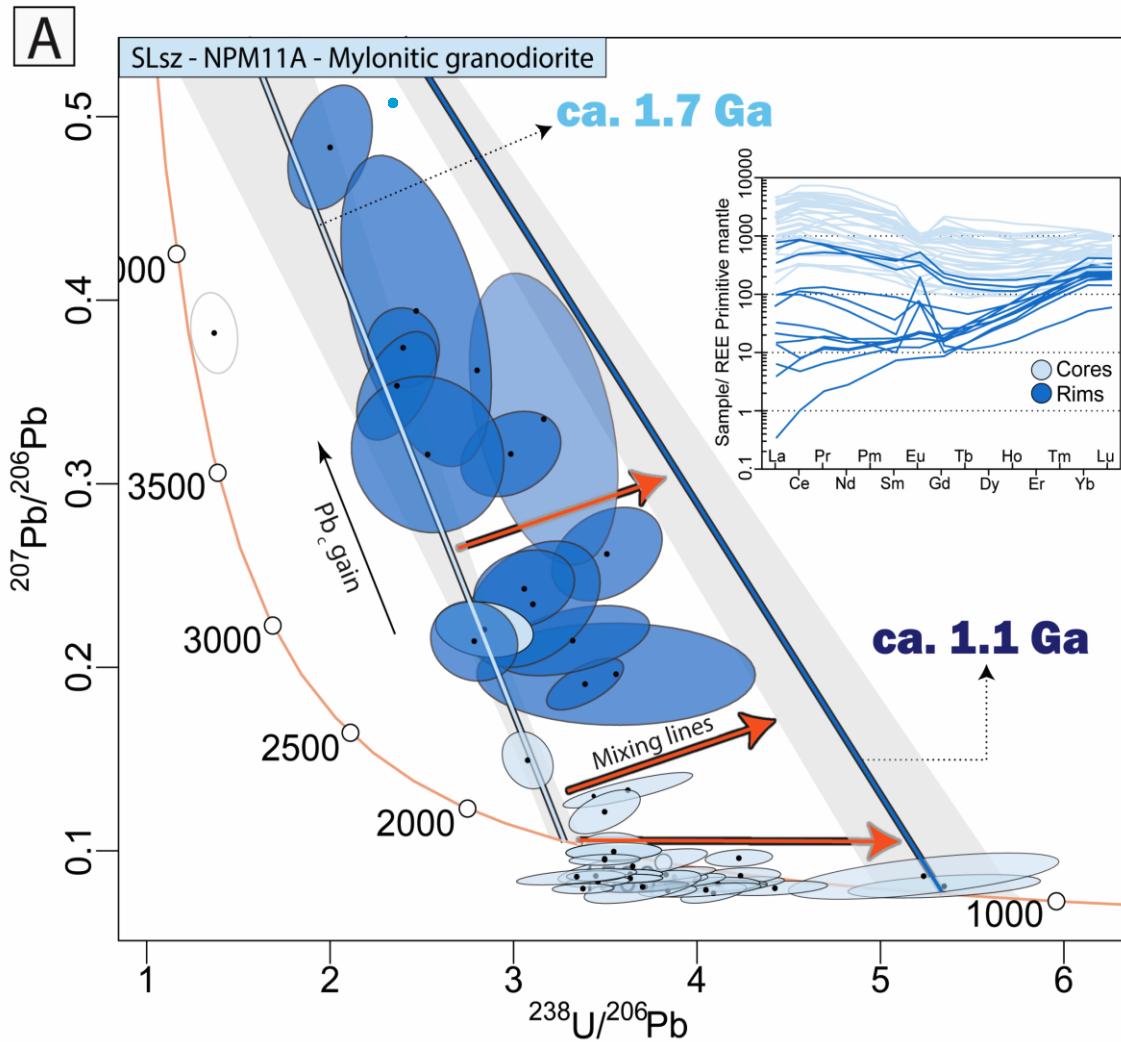 A
SLsz - NPM11A - Mylonitic granodiorite
ca. 1.7 Ga
ca. 1.1 Ga
Pbc gain
Mixing lines
000
3500
3000
2500
2000
1000
207Pb/206Pb
0.5
0.4
0.3
0.2
0.1
1 2 3 4 5 6
238U/206Pb
Sample/ REE Primitive mantle
10000
1000
100
10
1
0.1
Cores
Rims
La Pr Pm Eu Tb Ho Tm Lu
Ce Nd Sm Gd Dy Er Yb